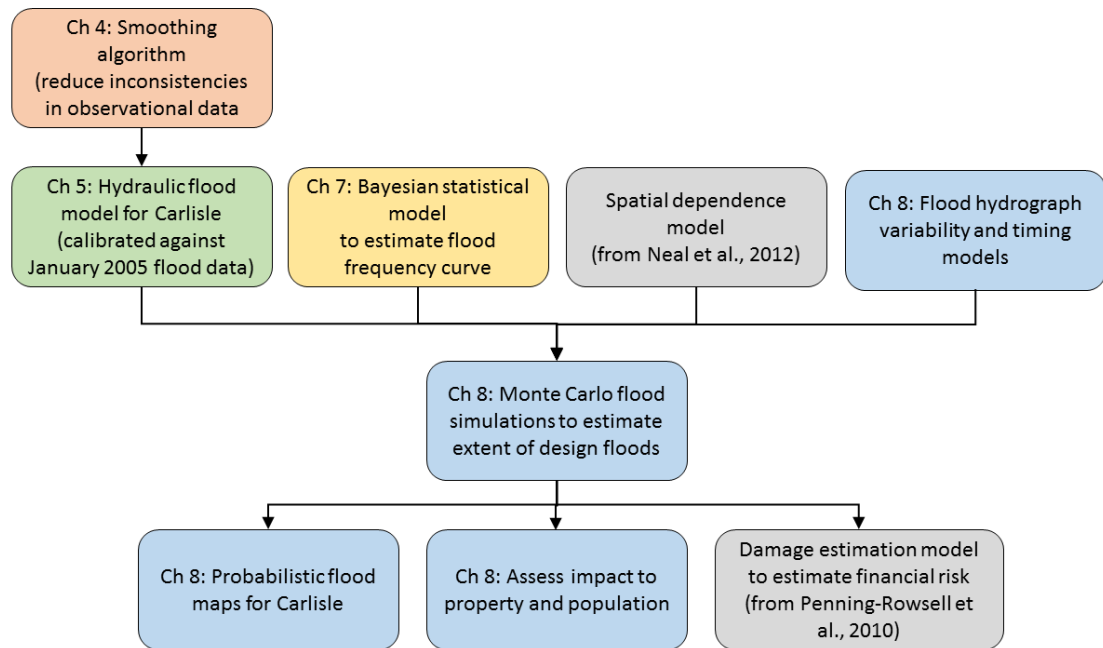 Ch 4: Smoothing
algorithm
(reduce inconsistencies
in observational data
Ch 5: Hydraulic flood
model for Carlisle
(calibrated against
January 2005 flood data)
Ch 7: Bayesian statistical
model
to estimate flood
frequency curve
Spatial dependence
model
(from Neal et al., 2012)
Ch 8: Flood hydrograph
variability and timing
models
Ch 8: Monte Carlo flood
simulations to estimate
extent of design floods
Ch 8: Probabilistic flood
maps for Carlisle
Ch 8: Assess impact to
property and population
Damage estimation model
to estimate financial risk
(from Penning-Rowsell et
al., 2010)